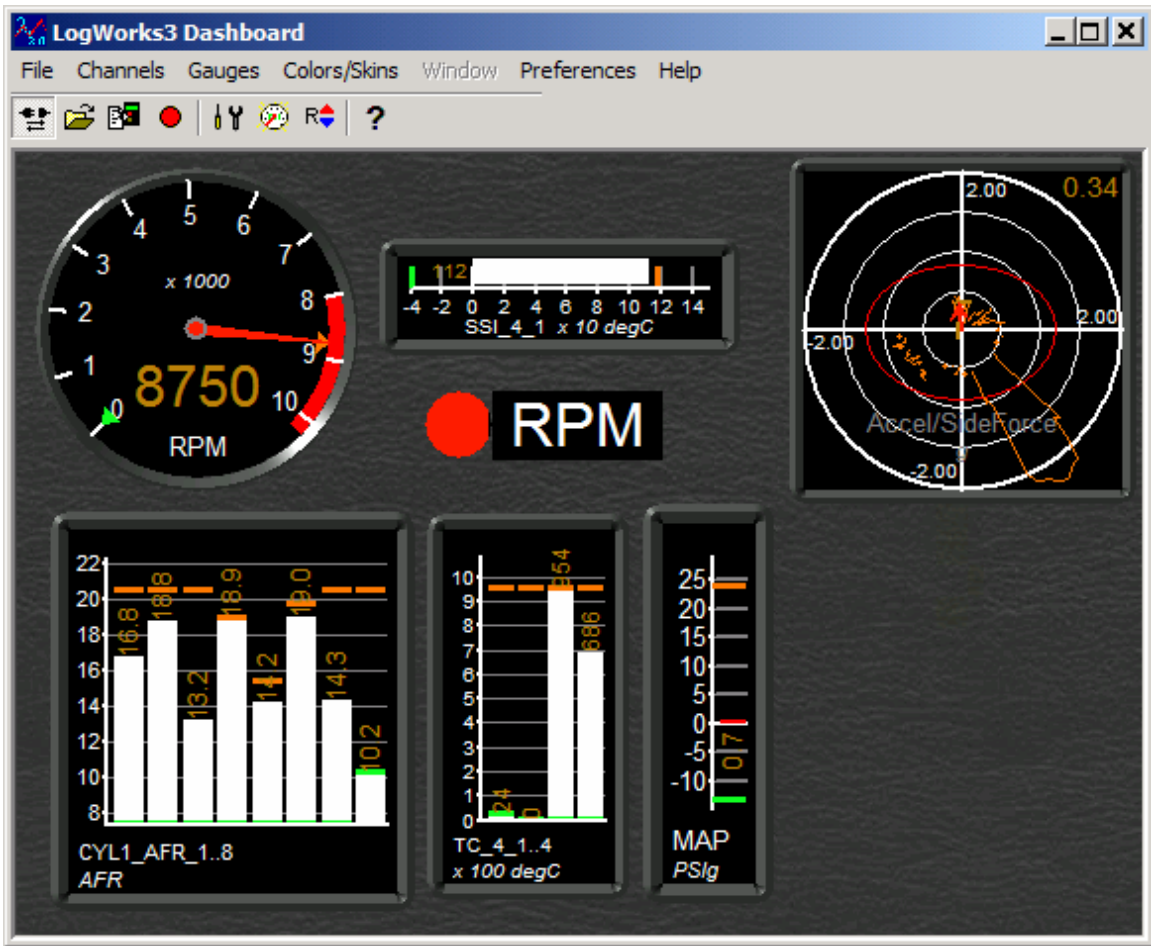 LogWorks3 Dashboard
File Channels Gauges Colors/Skins Window Preferences Help
R ?
0 1 2 3 4 5 6 7 8 9 10
x 1000
8750
RPM
112
-4 -2 0 2 4 6 8 10 12 14
SSI_4_1 x 10 degC
RPM
0.34
2.00
2.00
-2.00
Accel/SideForce
g
-2.00
22
20
18
16
14
12
10
8
16.8 18.8 13.2 18.9 14.2 19.0 14.3 10.2
CYL1_AFR_1..8
AFR
10
9
8
7
6
5
4
3
2
1
0
24 0 954 686
TC_4_1..4
x 100 degC
25
20
15
10
5
0
-5
-10
MAP
PSIg